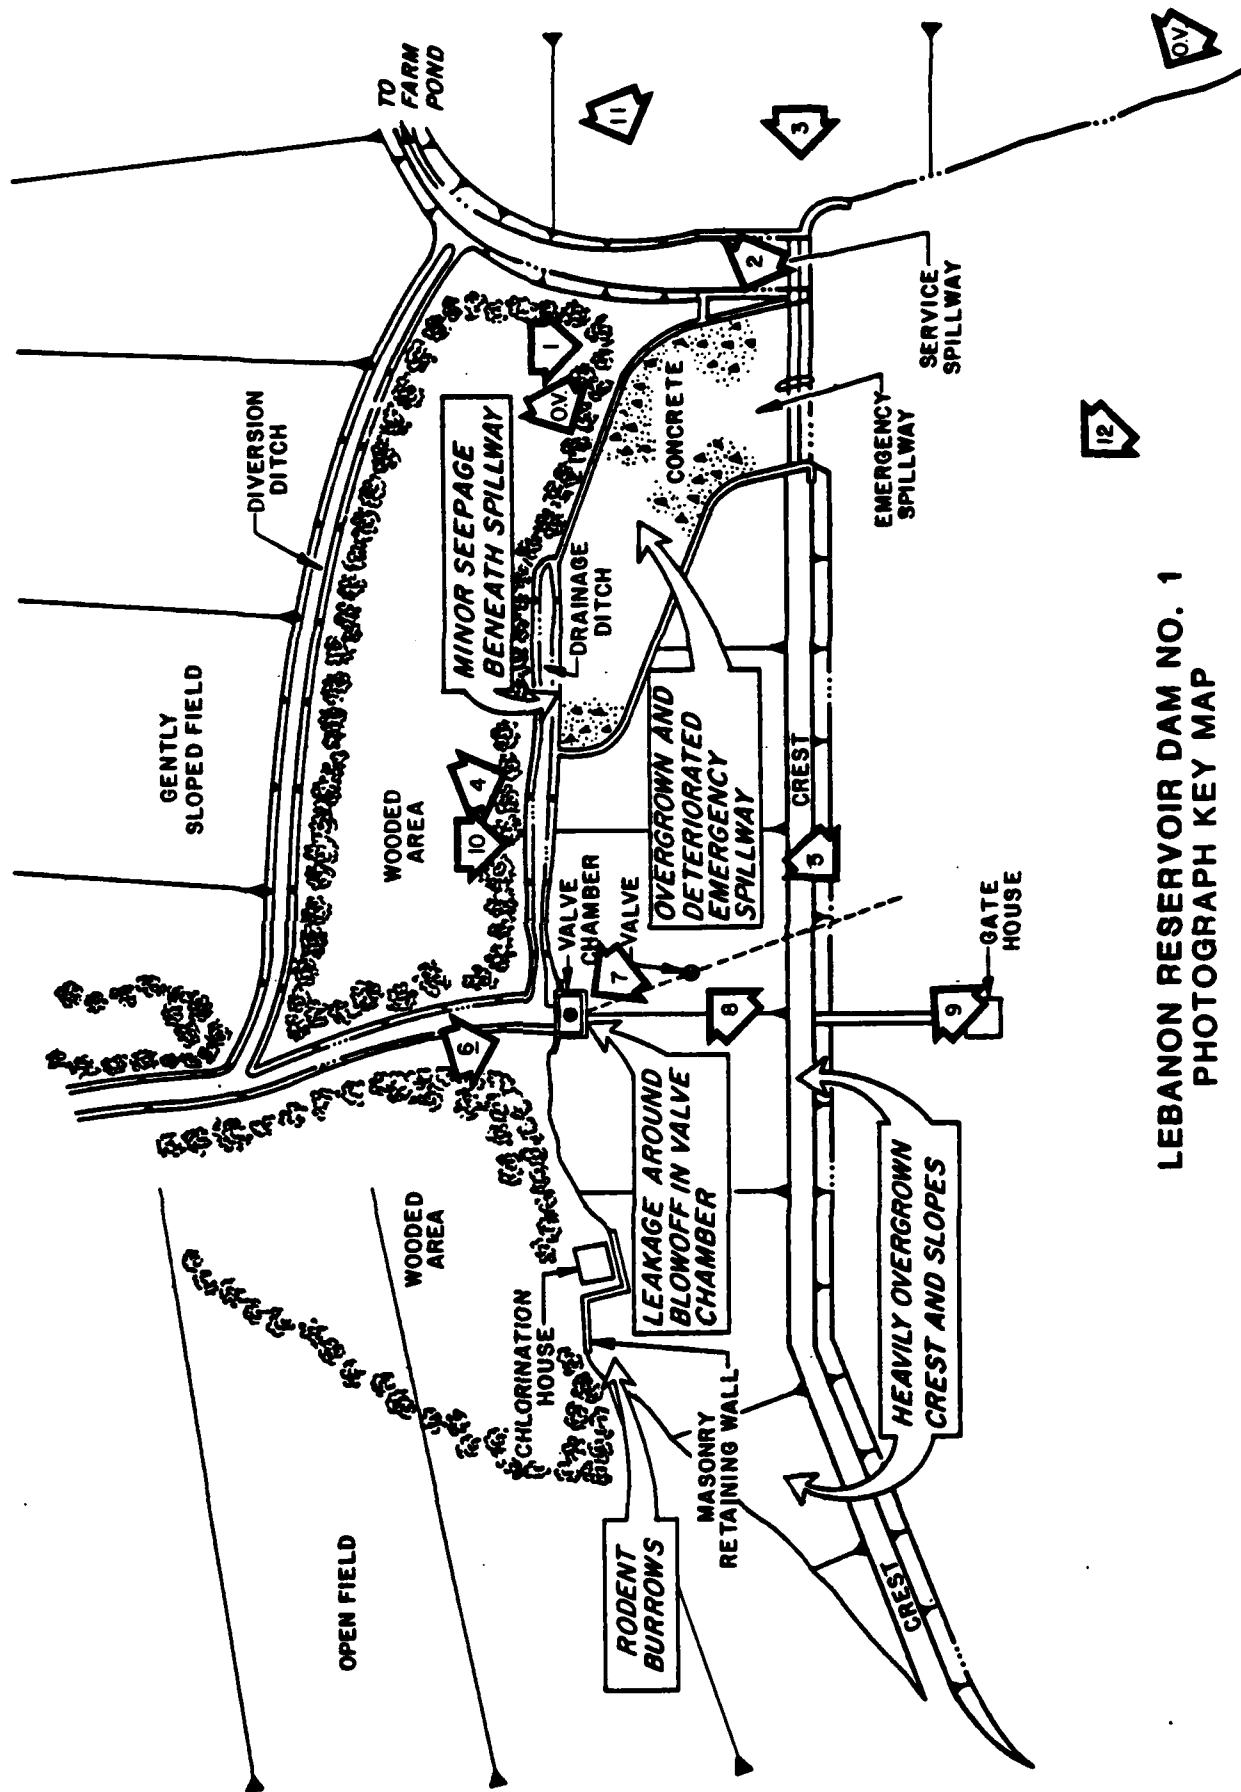 TO
FARM
POND
O.V.
11
3
DIVERSION
DITCH
2
1
O.V.
GENTLY
SLOPED FIELD
MINOR SEEPAGE
BENEATH SPILLWAY
CONCRETE
SERVICE
SPILLWAY
EMERGENCY
SPILLWAY
12
DRAINAGE
DITCH
WOODED
AREA
4
10
OVERGROWN AND
DETERIORATED
EMERGENCY
SPILLWAY
CREST
5
VALVE
CHAMBER
VALVE
7
8
9
GATE
HOUSE
6
LEAKAGE AROUND
BLOWOFF IN VALVE
CHAMBER
WOODED
AREA
CHLORINATION
HOUSE
HEAVILY OVERGROWN
CREST AND SLOPES
MASONRY
RETAINING WALL
OPEN FIELD
RODENT
BURROWS
CREST
LEBANON RESERVOIR DAM NO. 1
PHOTOGRAPH KEY MAP